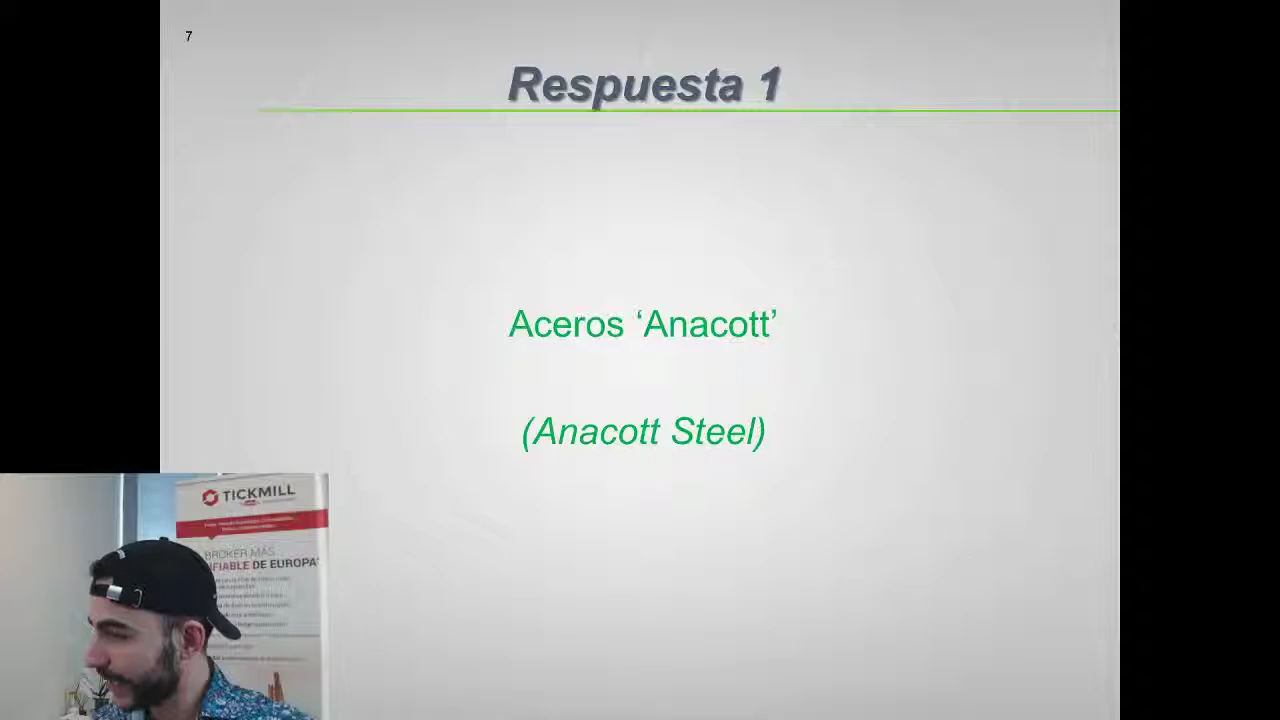 7
Respuesta 1
Aceros ‘Anacott’
(Anacott Steel)
TICKMILL
BROKER MÁS
FIABLE DE EUROPA"